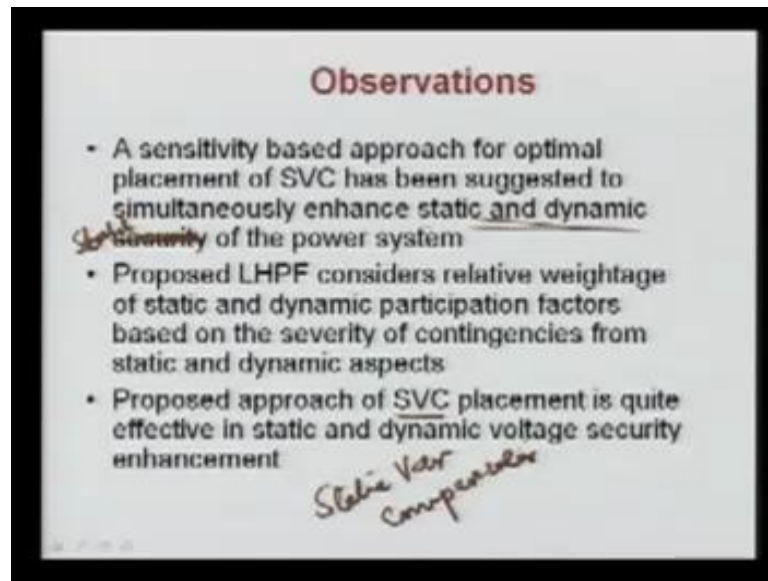 Observations
• A sensitivity based approach for optimal
placement of SVC has been suggested to
simultaneously enhance static and dynamic
security of the power system
• Proposed LHPF considers relative weightage
of static and dynamic participation factors
based on the severity of contingencies from
static and dynamic aspects
• Proposed approach of SVC placement is quite
effective in static and dynamic voltage security
enhancement
Static Var